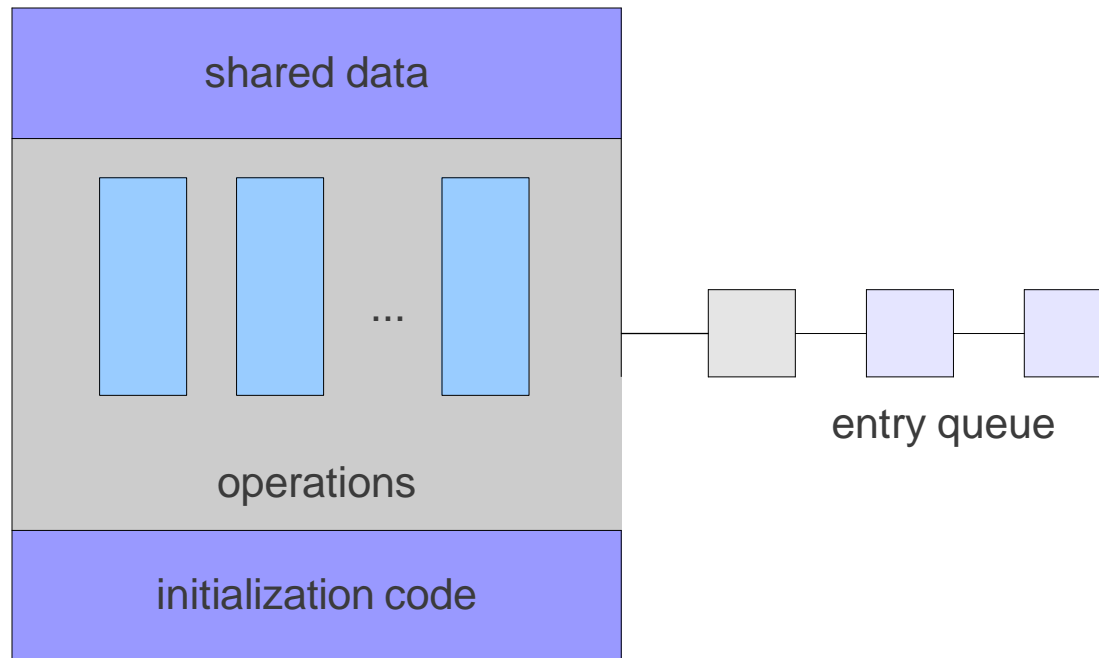 shared data
...
entry queue
operations
initialization code